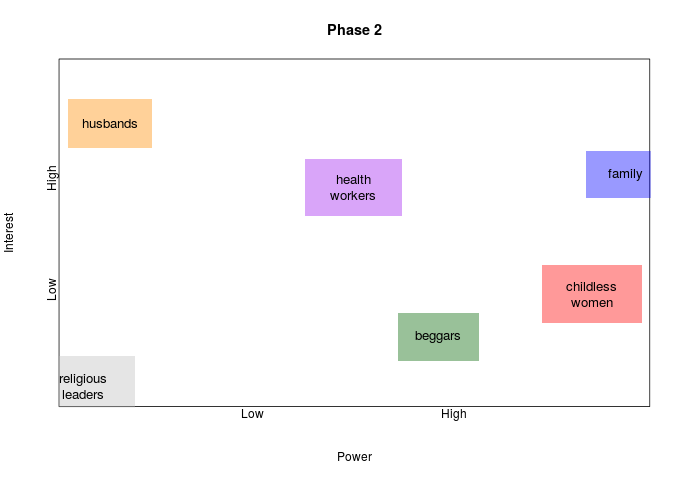 Phase 2
husbands
High
health
workers
family
Interest
Low
childless
women
beggars
religious
leaders
Low
High
Power